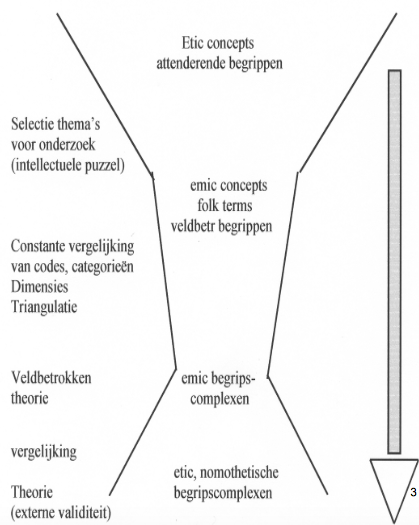 Etic concepts
attenderende begrippen
Selectie thema's
voor onderzoek
(intellectuele puzzel)
emic concepts
folk terms
veldbetr begrippen
Constante vergelijking
van codes, categorieën
Dimensies
Triangulatie
Veldbetrokken
theorie
emic begrips-
complexen
vergelijking
etic, nomothetische
begripscomplexen
Theorie
(externe validiteit)
3